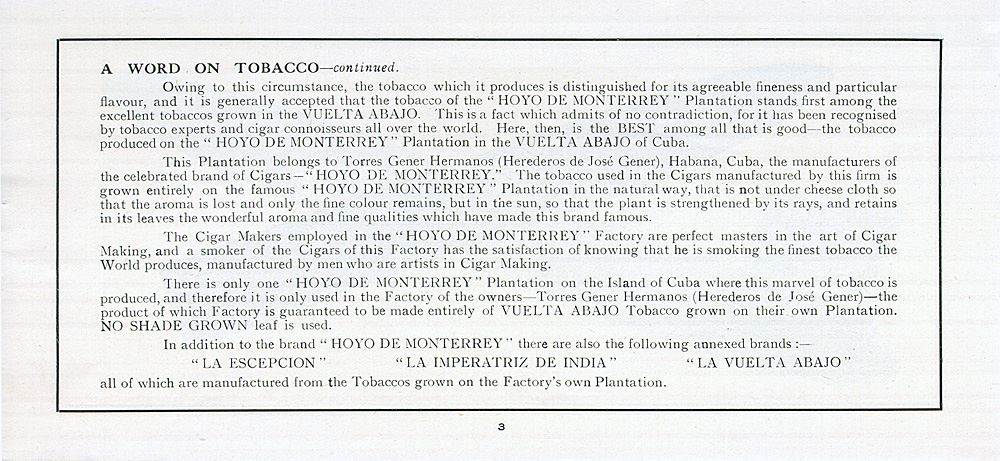 A WORD ON TOBACCO—continued.
Owing to this circumstance, the tobacco which it produces is distinguished for its agreeable fineness and particular
flavour, and it is generally accepted that the tobacco of the “ HOYO DE MONTERREY ” Plantation stands first among the
excellent tobaccos grown in the VUELTA ABAJO. This is a fact which admits of no contradiction, for it has been recognised
by tobacco experts and cigar connoisseurs all over the world. Here, then, is the BEST among all that is good—the tobacco
produced on the “ HOYO DE MONTERREY ” Plantation in the VUELTA ABAJO of Cuba.
This Plantation belongs to Torres Gener Hermanos (Herederos de José Gener), Habana, Cuba, the manufacturers of
the celebrated brand of Cigars—“HOYO DE MONTERREY.” The tobacco used in the Cigars manufactured by this firm is
grown entirely on the famous “ HOYO DE MONTERREY ” Plantation in the natural way, that is not under cheese cloth so
that the aroma is lost and only the fine colour remains, but in the sun, so that the plant is strengthened by its rays, and retains
in its leaves the wonderful aroma and fine qualities which have made this brand famous.
The Cigar Makers employed in the “HOYO DE MONTERREY ” Factory are perfect masters in the art of Cigar
Making, and a smoker of the Cigars of this Factory has the satisfaction of knowing that he is smoking the finest tobacco the
World produces, manufactured by men who are artists in Cigar Making.
There is only one “HOYO DE MONTERREY” Plantation on the Island of Cuba where this marvel of tobacco is
produced, and therefore it is only used in the Factory of the owners—Torres Gener Hermanos (Herederos de José Gener)—the
product of which Factory is guaranteed to be made entirely of VUELTA ABAJO Tobacco grown on their own Plantation.
NO SHADE GROWN leaf is used.
In addition to the brand “ HOYO DE MONTERREY ” there are also the following annexed brands :—
“ LA ESCEPCION ” “ LA IMPERATRIZ DE INDIA ” “ LA VUELTA ABAJO ”
all of which are manufactured from the Tobaccos grown on the Factory's own Plantation.
3